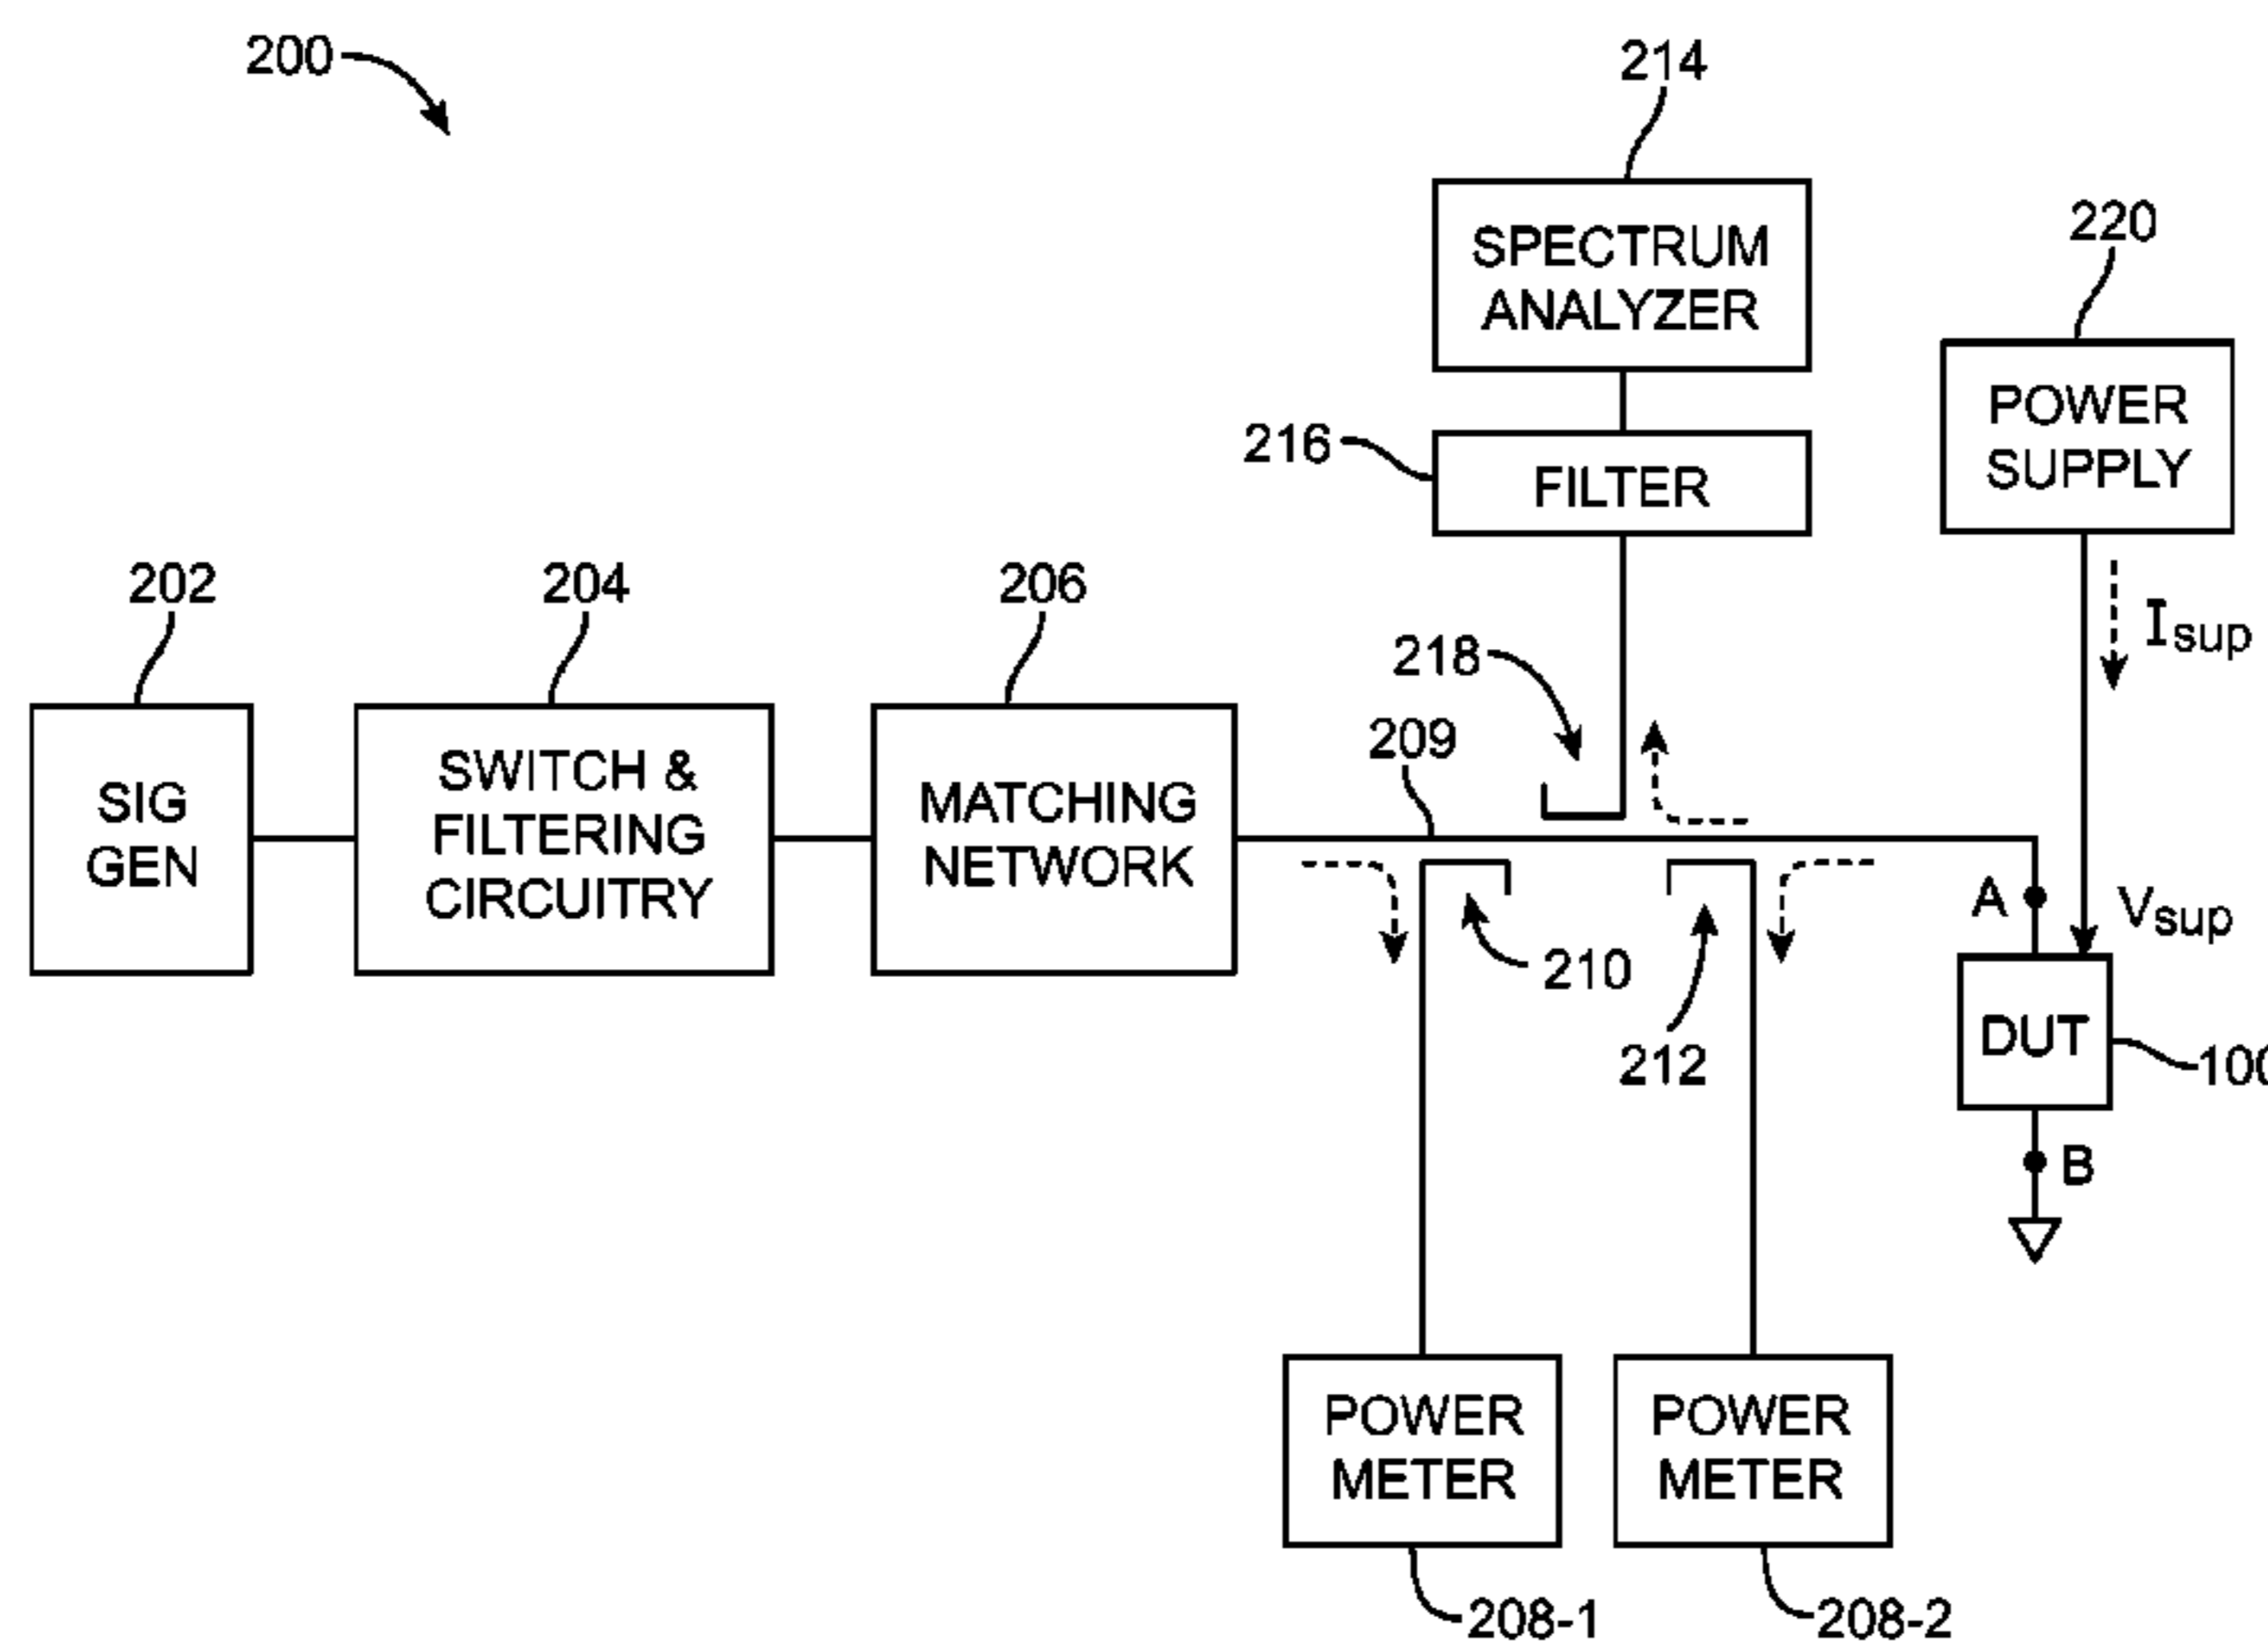 200
214
SPECTRUM
ANALYZER
220
POWER
SUPPLY
216
FILTER
202
204
206
218
209
Isup
SIG
GEN
SWITCH &
FILTERING
CIRCUITRY
MATCHING
NETWORK
A
Vsup
210
212
DUT
100
B
POWER
METER
POWER
METER
208-1
208-2